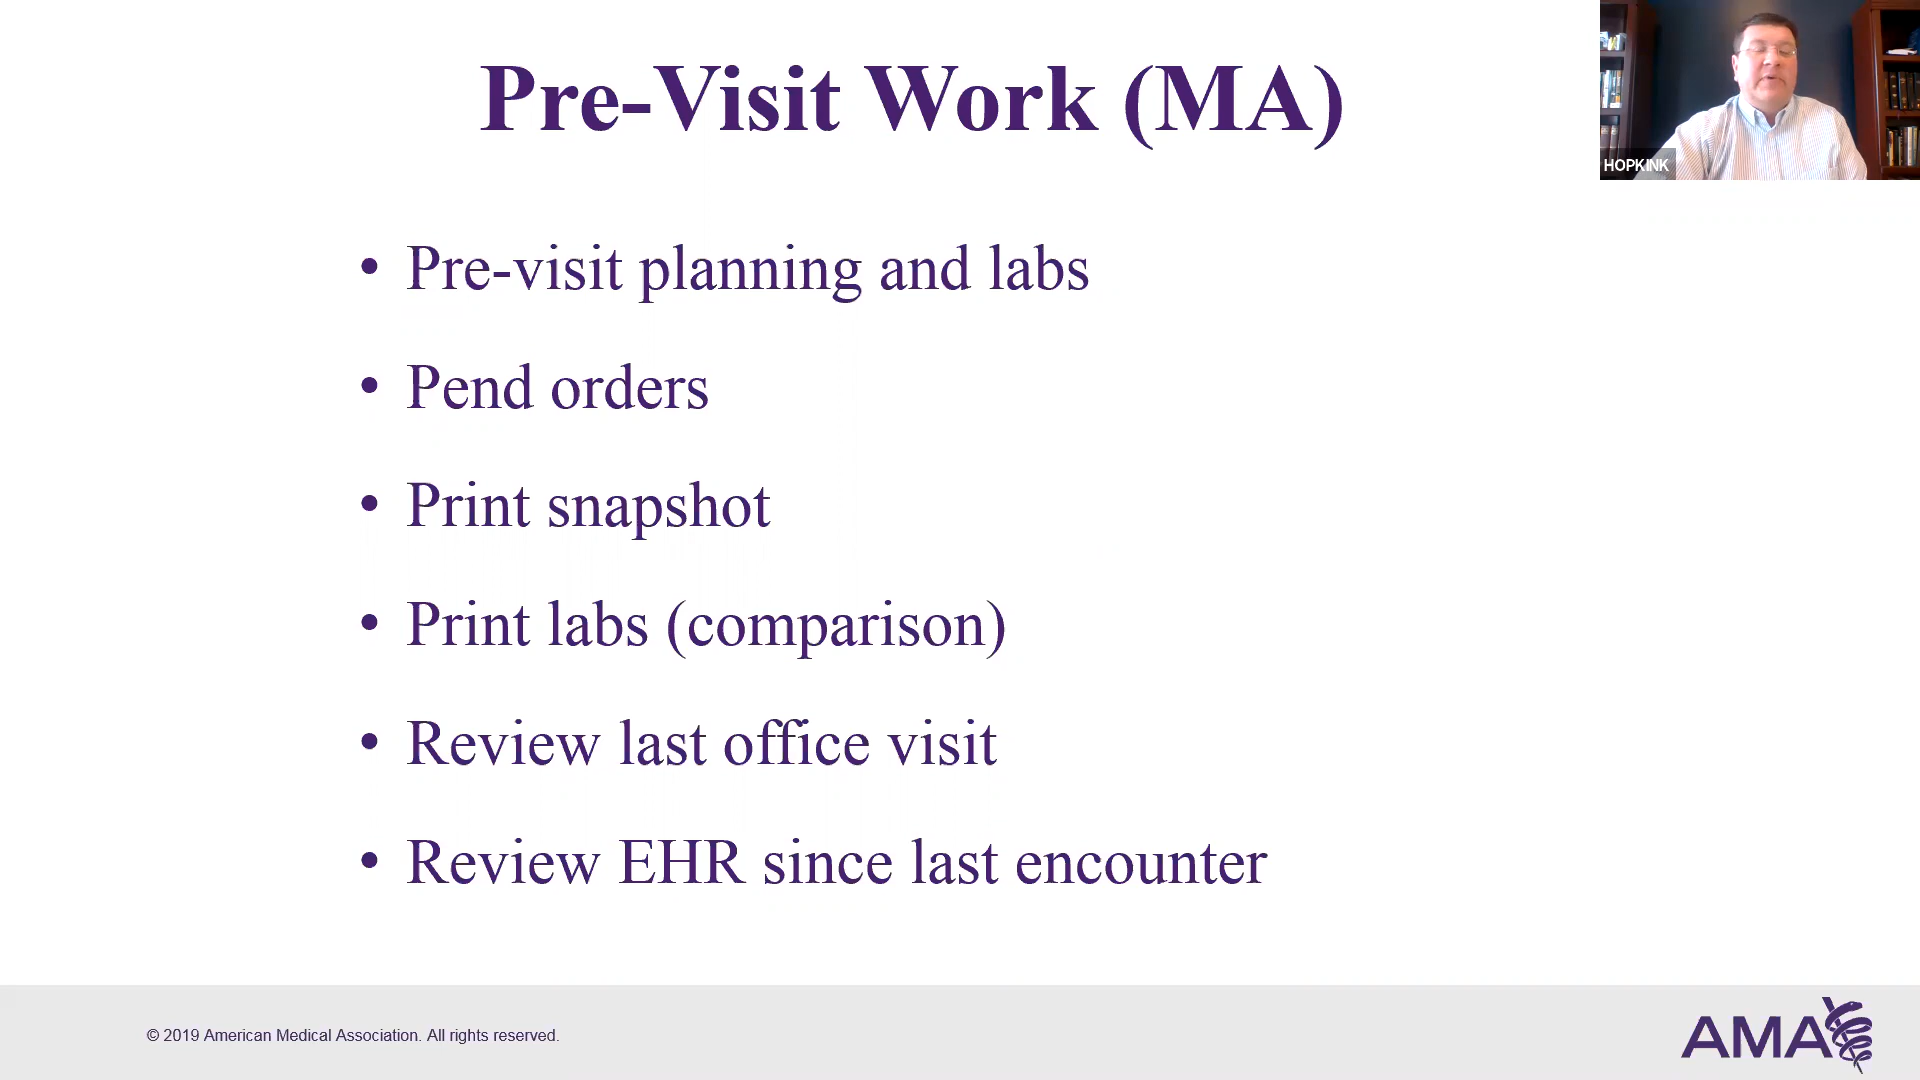 Pre-Visit Work (MA)
HOPKINK
• Pre-visit planning and labs
• Pend orders
• Print snapshot
• Print labs (comparison)
• Review last office visit
• Review EHR since last encounter
© 2019 American Medical Association. All rights reserved.
AMA